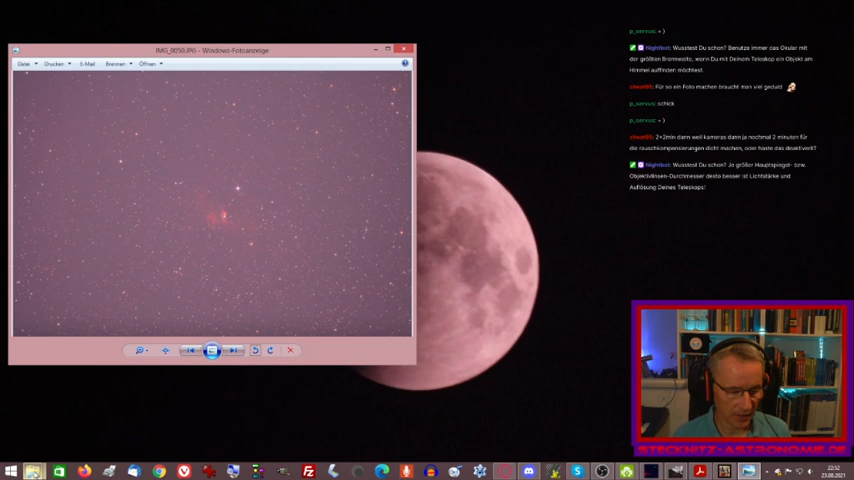 IMG_8050.JPG - Windows-Fotoanzeige
Datei Drucken E-Mail Brennen Öffnen
p_servus: = )
Nightbot: Wusstest Du schon? Benutze immer das Okular mit
der größten Brennweite, wenn Du mit Deinem Teleskop ein Objekt am
Himmel auffinden möchtest.
Für so ein Foto machen braucht man viel geduld
p_servus: schick
p_servus: = )
2+2min dann weil kameras dann ja nochmal 2 minuten für
die rauschkompensierungen dicht machen, oder haste das deaktiviert?
Nightbot: Wusstest Du schon? Je größer Hauptspiegel- bzw.
Objektivlinsen-Durchmesser desto besser ist Lichtstärke und
Auflösung Deines Teleskops!
STECKNITZ-ASTRONOMIE.DE
22:52
23.08.2021